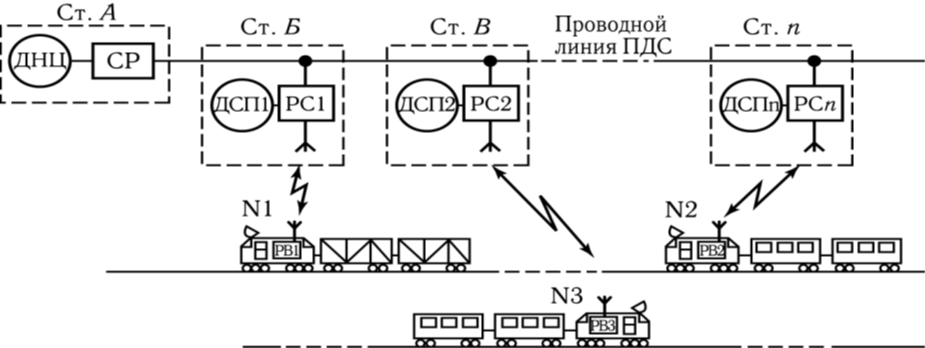 Ст. А
Ст. Б
Ст. В
Проводной
линия ПДС
Ст. n
ДНЦ
СР
ДСП1
РС1
ДСП2
РС2
ДСПn
РСn
N1
РВ1
N2
РВ2
N3
РВ3